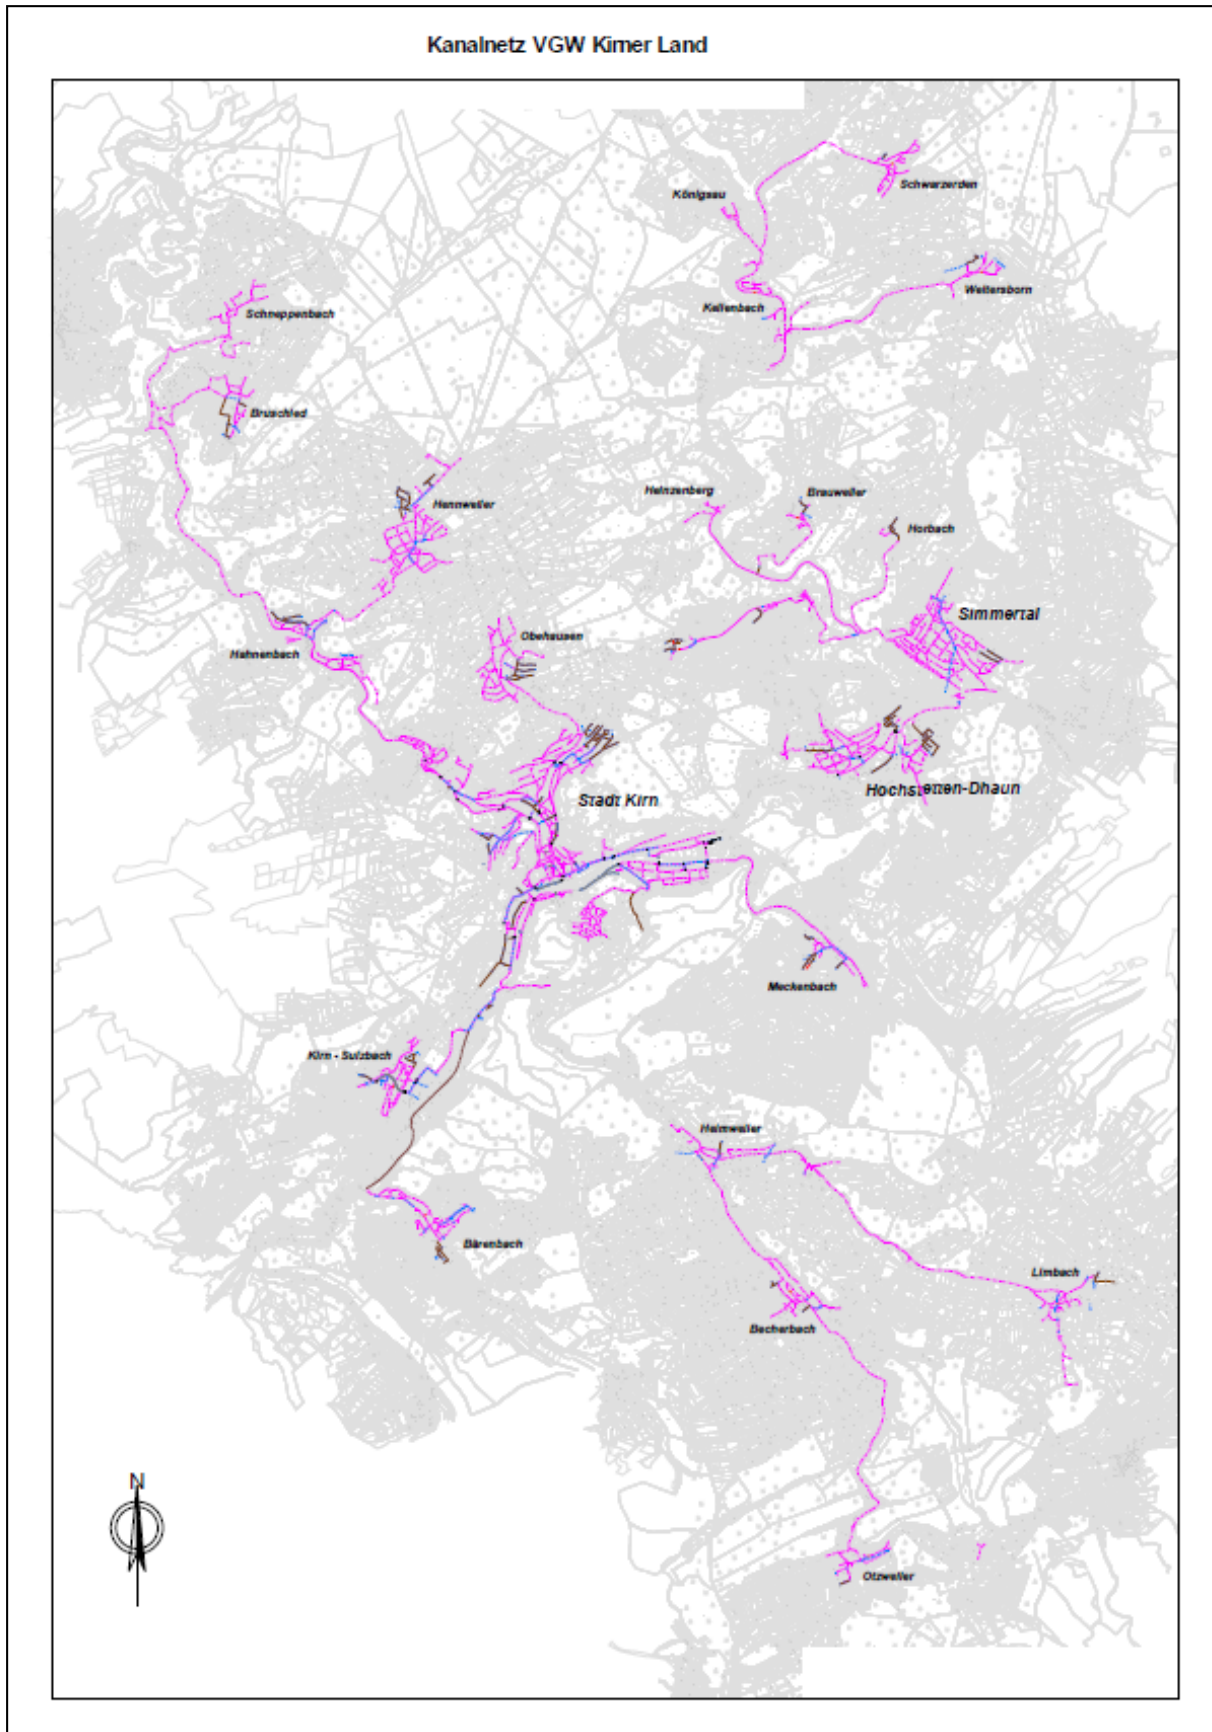 Kanalnetz VGW Kirner Land
Schwarzerden
Königsau
Weitersborn
Kellenbach
Schneppenbach
Bruschied
Heinzenberg
Brauweiler
Hennweiler
Horbach
Simmertal
Obehausen
Hahnenbach
Hochstetten-Dhaun
Stadt Kirn
Meckenbach
Kirn - Sulzbach
Heimweiler
Bärenbach
Limbach
Becherbach
N
Otzweiler